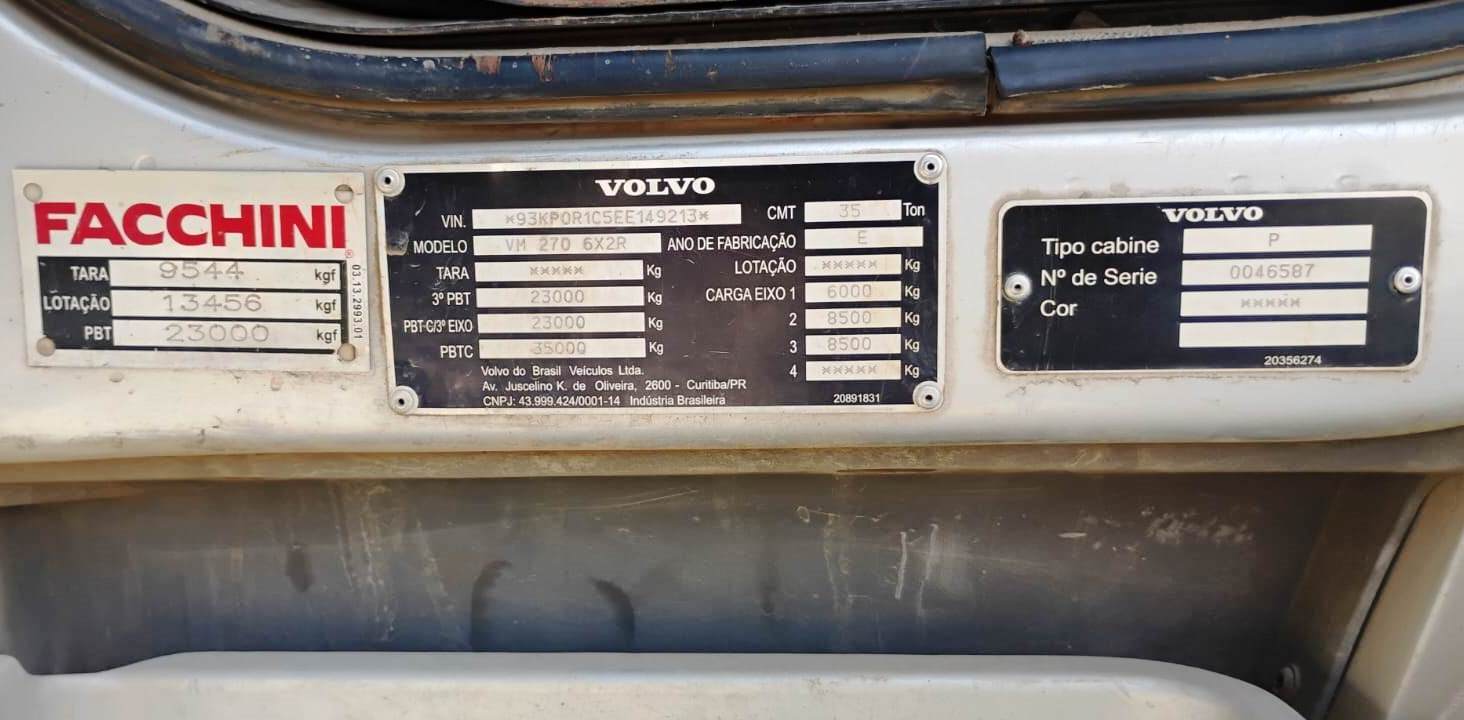 FACCHINI®
TARA 9544 kgf
LOTAÇÃO 13456 kgf
PBT 23000 kgf
03.13.2993.01
VOLVO
VIN. *93KP0R1C5EE149213* CMT 35 Ton
MODELO VM 270 6X2R ANO DE FABRICAÇÃO E
TARA ***** Kg LOTAÇÃO ***** Kg
3º PBT 23000 Kg CARGA EIXO 1 6000 Kg
PBT-C/3º EIXO 23000 Kg 2 8500 Kg
PBTC 35000 Kg 3 8500 Kg
4 ***** Kg
Volvo do Brasil Veículos Ltda.
Av. Juscelino K. de Oliveira, 2600 - Curitiba/PR
CNPJ: 43.999.424/0001-14 Indústria Brasileira 20891831
VOLVO
Tipo cabine P
Nº de Serie 0046587
Cor *****
20356274